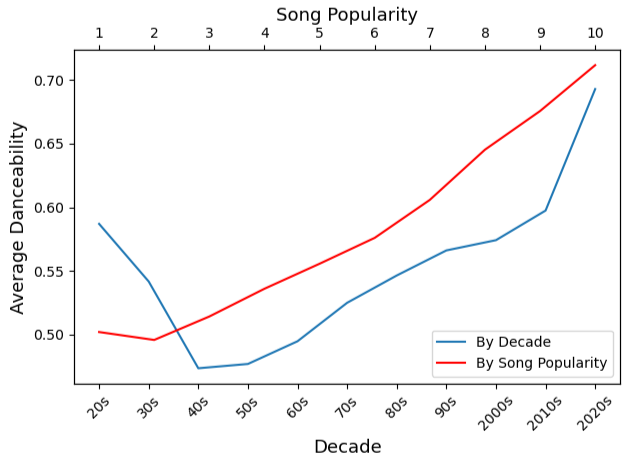 Song Popularity
1 2 3 4 5 6 7 8 9 10
Average Danceability
0.70
0.65
0.60
0.55
0.50
By Decade
By Song Popularity
20s 30s 40s 50s 60s 70s 80s 90s 2000s 2010s 2020s
Decade